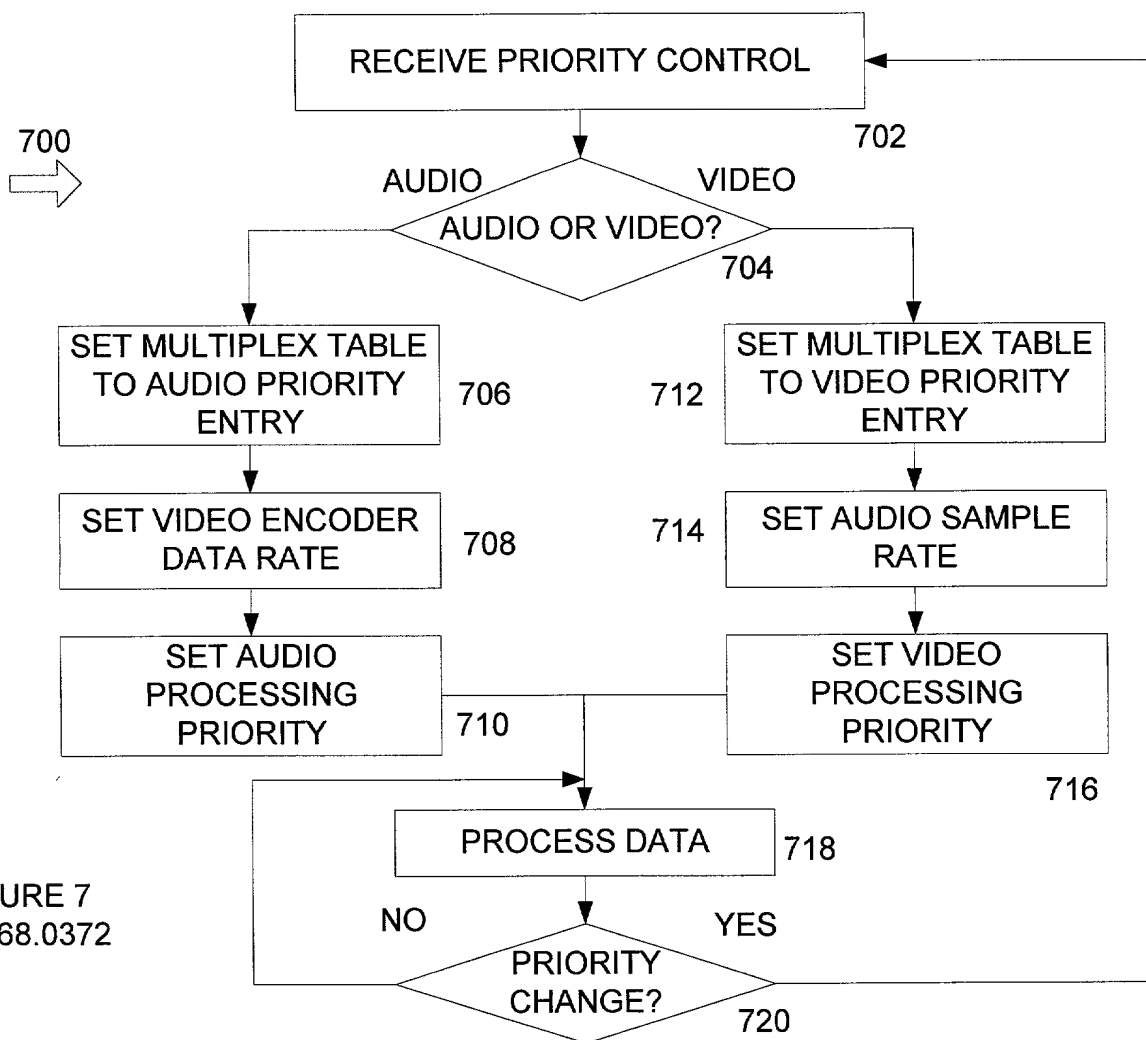 RECEIVE PRIORITY CONTROL
702
700
AUDIO
VIDEO
AUDIO OR VIDEO?
704
SET MULTIPLEX TABLE
TO AUDIO PRIORITY
ENTRY
706
712
SET MULTIPLEX TABLE
TO VIDEO PRIORITY
ENTRY
SET VIDEO ENCODER
DATA RATE
708
714
SET AUDIO SAMPLE
RATE
SET AUDIO
PROCESSING
PRIORITY
710
SET VIDEO
PROCESSING
PRIORITY
716
PROCESS DATA
718
URE 7
68.0372
NO
YES
PRIORITY
CHANGE?
720